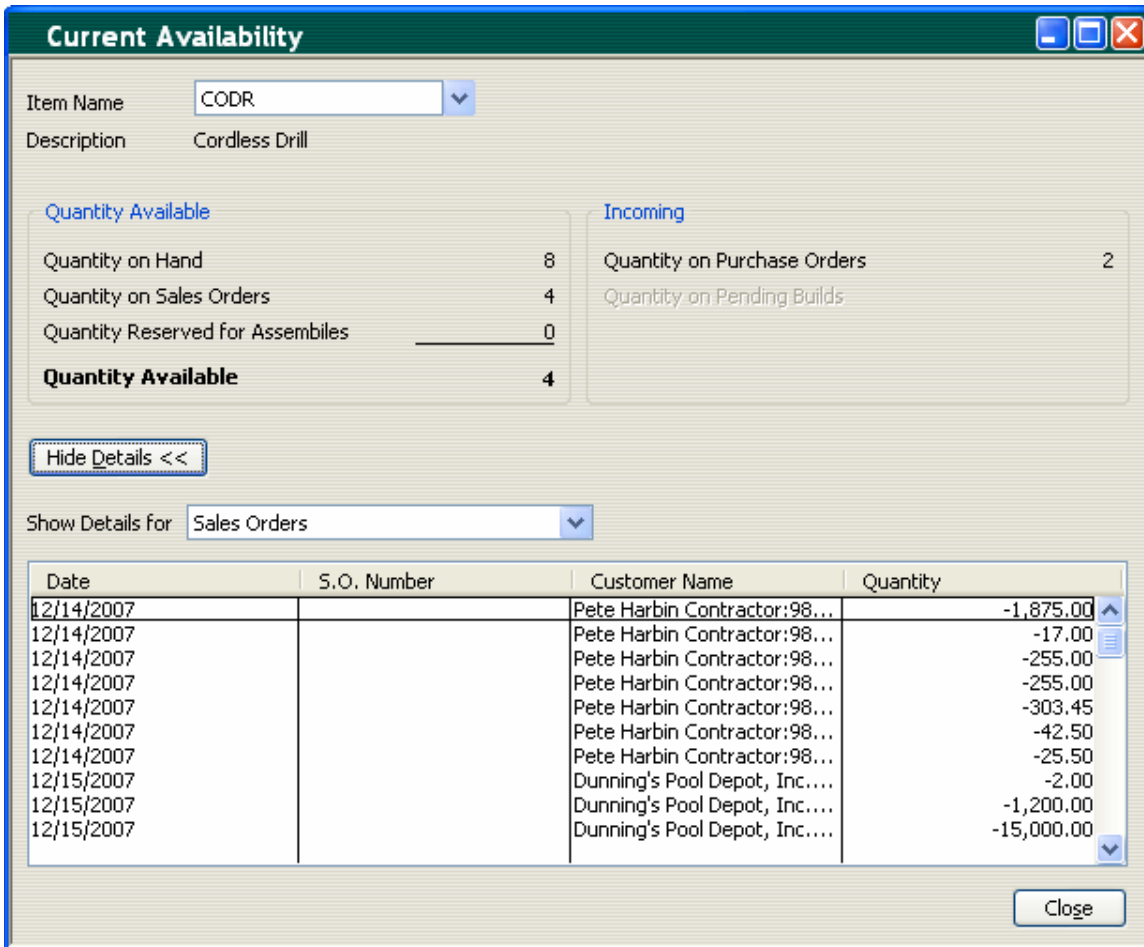 Current Availability
Item Name CODR
Description Cordless Drill
Quantity Available
Quantity on Hand 8
Quantity on Sales Orders 4
Quantity Reserved for Assembiles 0
Quantity Available 4
Incoming
Quantity on Purchase Orders 2
Quantity on Pending Builds
Hide Details <<
Show Details for Sales Orders
Date S.O. Number Customer Name Quantity
12/14/2007 Pete Harbin Contractor:98... -1,875.00
12/14/2007 Pete Harbin Contractor:98... -17.00
12/14/2007 Pete Harbin Contractor:98... -255.00
12/14/2007 Pete Harbin Contractor:98... -255.00
12/14/2007 Pete Harbin Contractor:98... -303.45
12/14/2007 Pete Harbin Contractor:98... -42.50
12/14/2007 Pete Harbin Contractor:98... -25.50
12/15/2007 Dunning's Pool Depot, Inc.... -2.00
12/15/2007 Dunning's Pool Depot, Inc.... -1,200.00
12/15/2007 Dunning's Pool Depot, Inc.... -15,000.00
Close